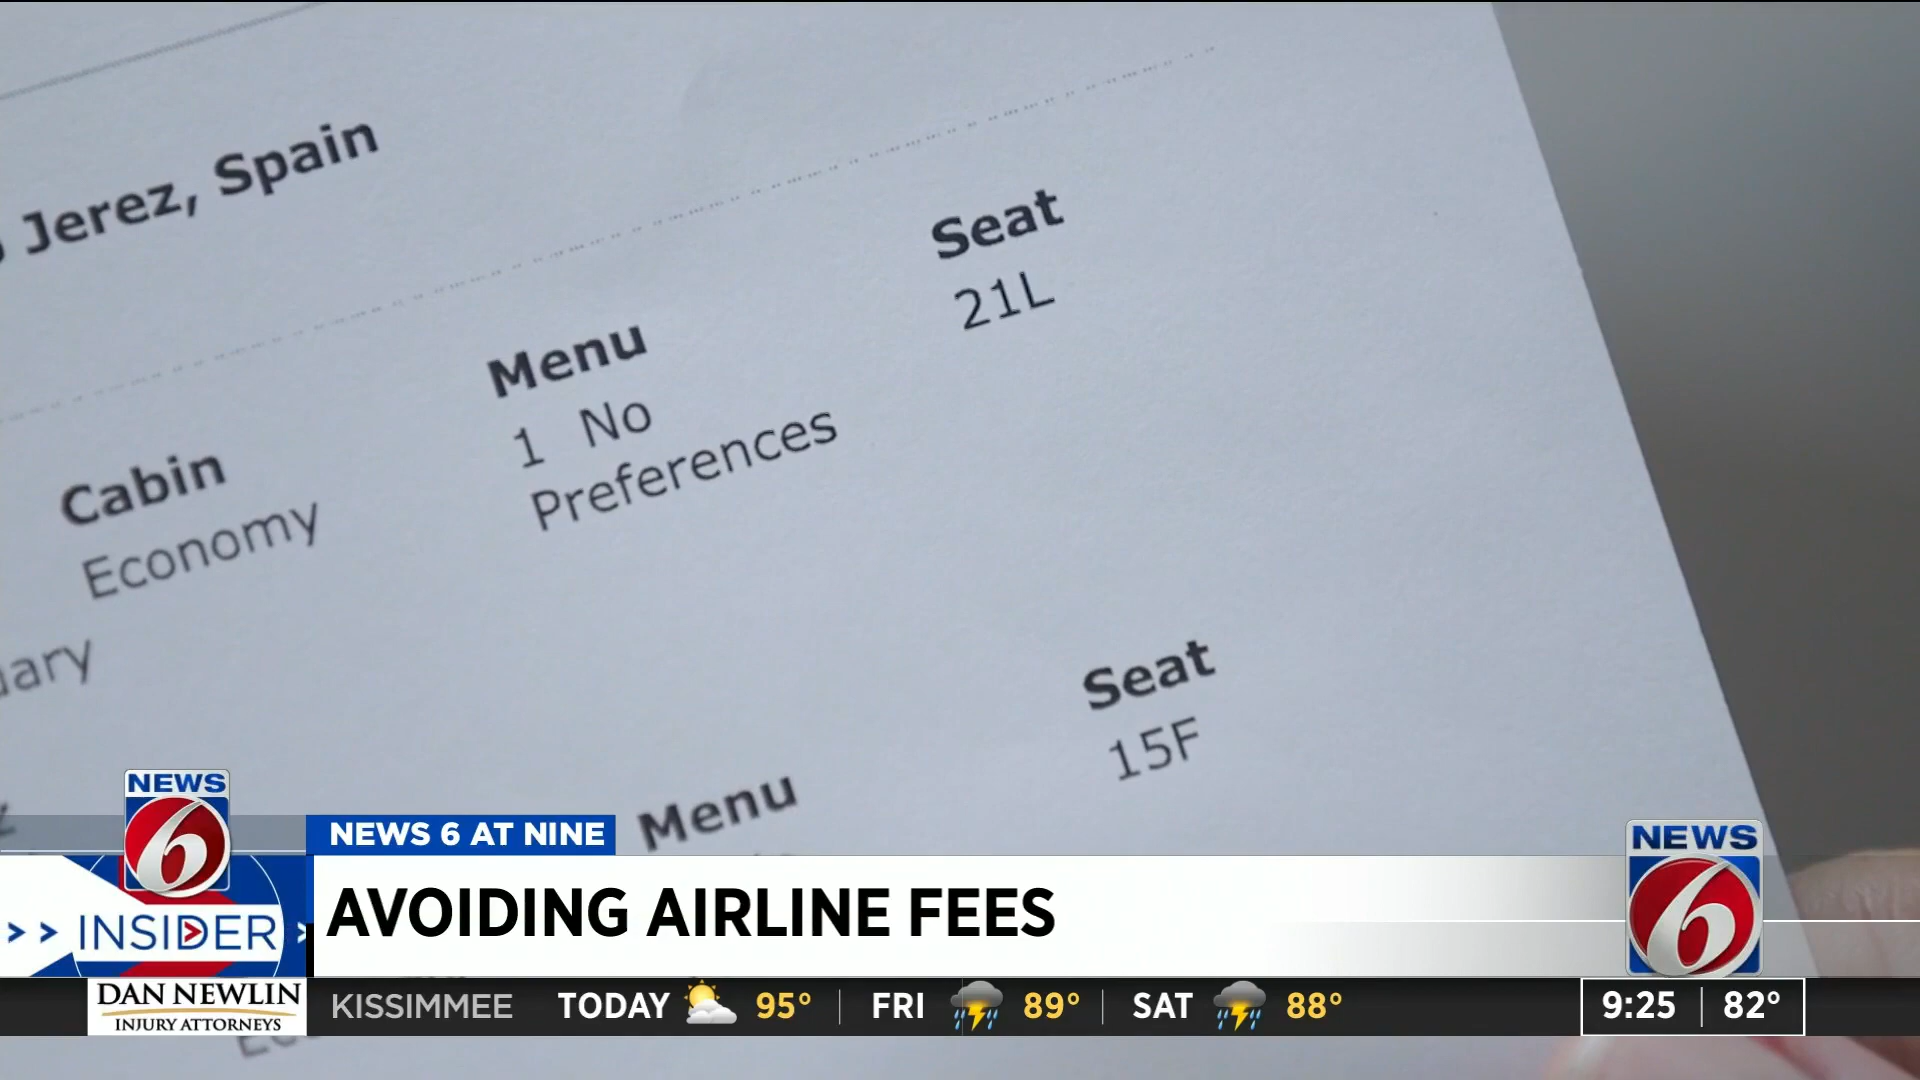 Jerez, Spain
Seat
21L
Menu
1 No
Preferences
Cabin
Economy
Seat
15F
Menu
NEWS
6
INSIDER
NEWS 6 AT NINE
AVOIDING AIRLINE FEES
NEWS
6
DAN NEWLIN
INJURY ATTORNEYS
KISSIMMEE TODAY 95° FRI 89° SAT 88°
9:25 82°